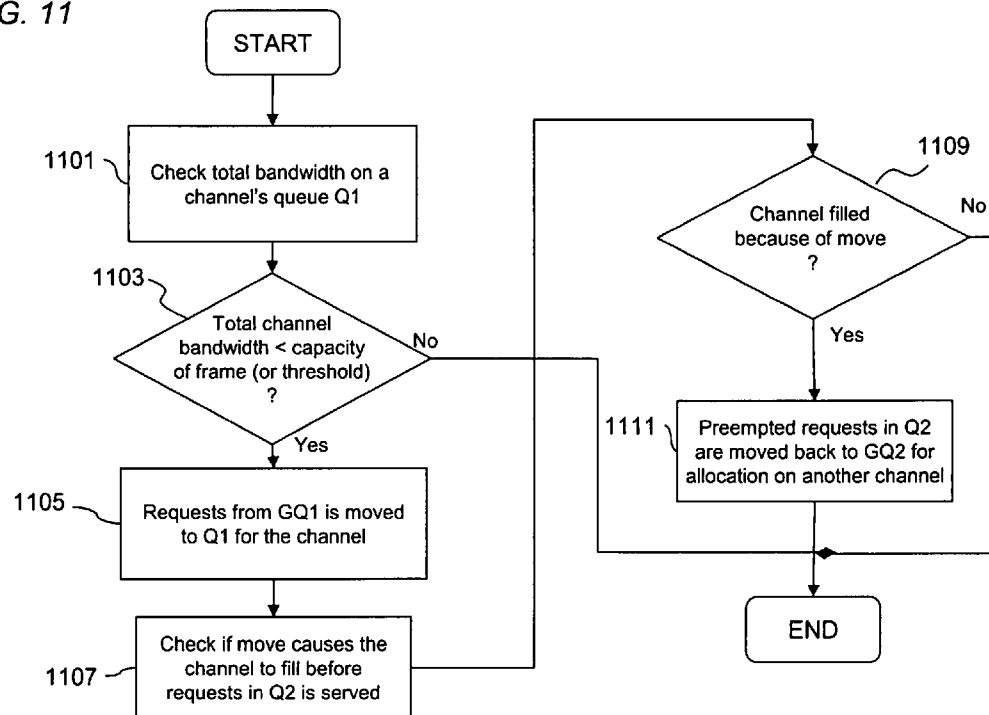 G. 11
START
1101
Check total bandwidth on a
channel's queue Q1
1103
Total channel
bandwidth < capacity
of frame (or threshold)
?
No
Yes
1105
Requests from GQ1 is moved
to Q1 for the channel
1107
Check if move causes the
channel to fill before
requests in Q2 is served
1109
Channel filled
because of move
?
No
Yes
1111
Preempted requests in Q2
are moved back to GQ2 for
allocation on another channel
END